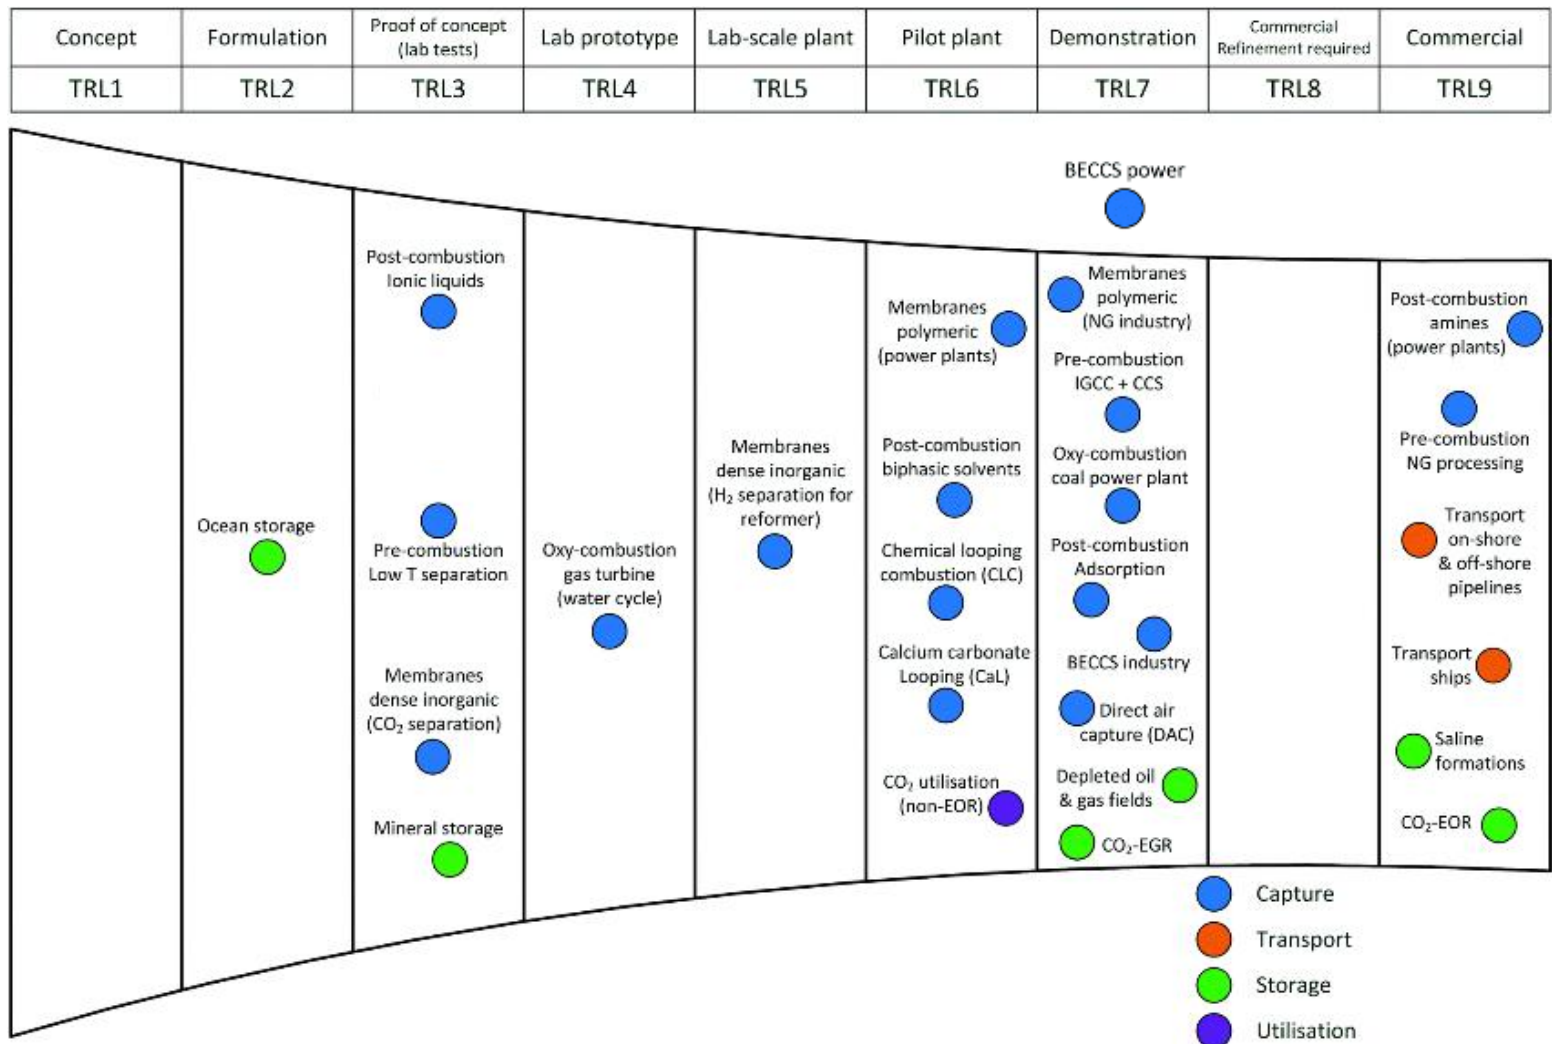 Concept
Formulation
Proof of concept
(lab tests)
Lab prototype
Lab-scale plant
Pilot plant
Demonstration
Commercial
Refinement required
Commercial
TRL1
TRL2
TRL3
TRL4
TRL5
TRL6
TRL7
TRL8
TRL9
Ocean storage
Post-combustion
Ionic liquids
Pre-combustion
Low T separation
Membranes
dense inorganic
(CO₂ separation)
Mineral storage
Oxy-combustion
gas turbine
(water cycle)
Membranes
dense inorganic
(H₂ separation for
reformer)
Membranes
polymeric
(power plants)
Post-combustion
biphasic solvents
Chemical looping
combustion (CLC)
Calcium carbonate
Looping (CaL)
CO₂ utilisation
(non-EOR)
BECCS power
Membranes
polymeric
(NG industry)
Pre-combustion
IGCC + CCS
Oxy-combustion
coal power plant
Post-combustion
Adsorption
BECCS industry
Direct air
capture (DAC)
Depleted oil
& gas fields
CO₂-EGR
Post-combustion
amines
(power plants)
Pre-combustion
NG processing
Transport
on-shore
& off-shore
pipelines
Transport
ships
Saline
formations
CO₂-EOR
Capture
Transport
Storage
Utilisation